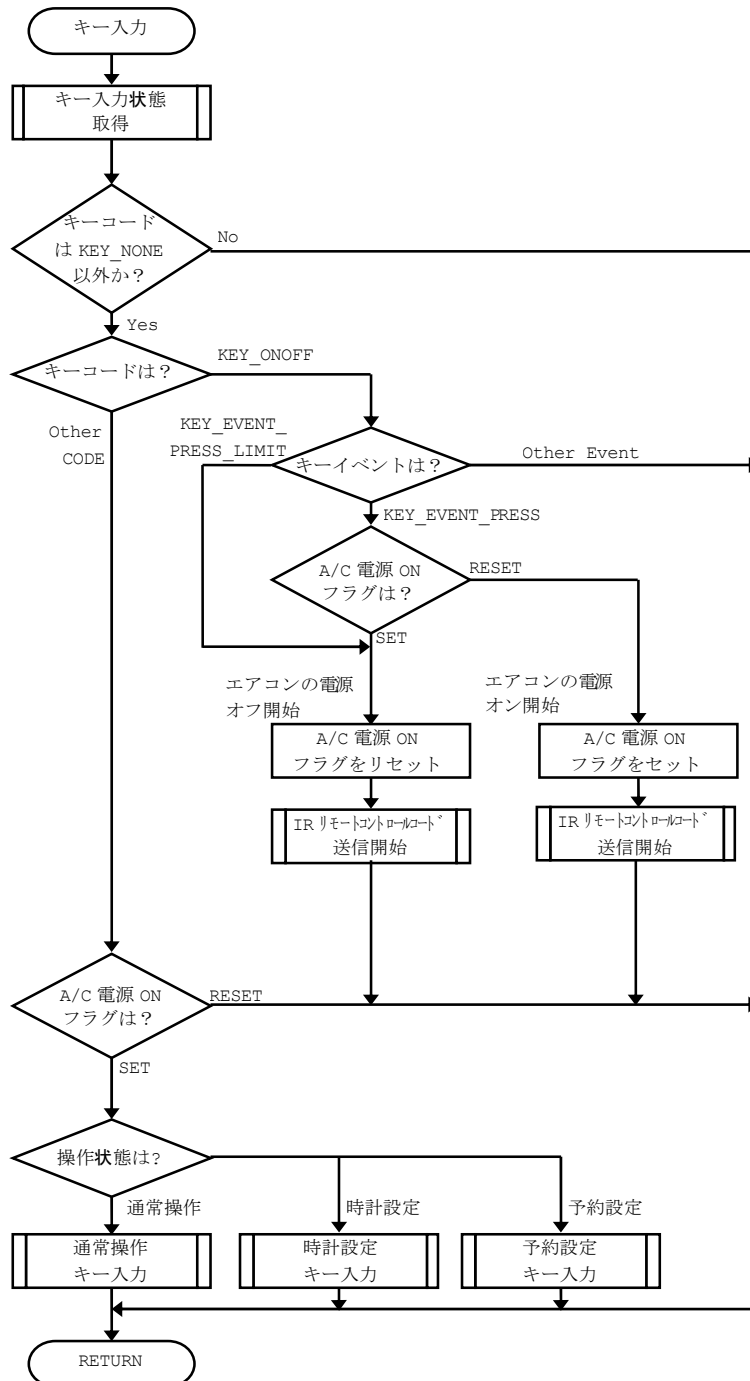 キー入力
キー入力状態
取得
キーコード
は KEY_NONE
以外か？
No
Yes
キーコードは？
KEY_ONOFF
Other
CODE
KEY_EVENT_
PRESS_LIMIT
キーイベントは？
Other Event
KEY_EVENT_PRESS
A/C 電源 ON
フラグは？
RESET
SET
エアコンの電源
オフ開始
エアコンの電源
オン開始
A/C 電源 ON
フラグをリセット
A/C 電源 ON
フラグをセット
IR ﾘﾓｰﾄｺﾝﾄﾛｰﾙｺｰﾄﾞ
送信開始
IR ﾘﾓｰﾄｺﾝﾄﾛｰﾙｺｰﾄﾞ
送信開始
A/C 電源 ON
フラグは？
RESET
SET
操作状態は?
通常操作
時計設定
予約設定
通常操作
キー入力
時計設定
キー入力
予約設定
キー入力
RETURN